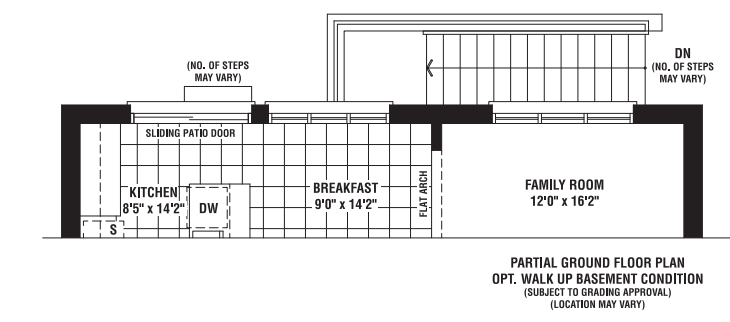 (NO. OF STEPS
MAY VARY)
DN
(NO. OF STEPS
MAY VARY)
SLIDING PATIO DOOR
KITCHEN
8'5" x 14'2"
DW
S
BREAKFAST
9'0" x 14'2"
FLAT ARCH
FAMILY ROOM
12'0" x 16'2"
PARTIAL GROUND FLOOR PLAN
OPT. WALK UP BASEMENT CONDITION
(SUBJECT TO GRADING APPROVAL)
(LOCATION MAY VARY)